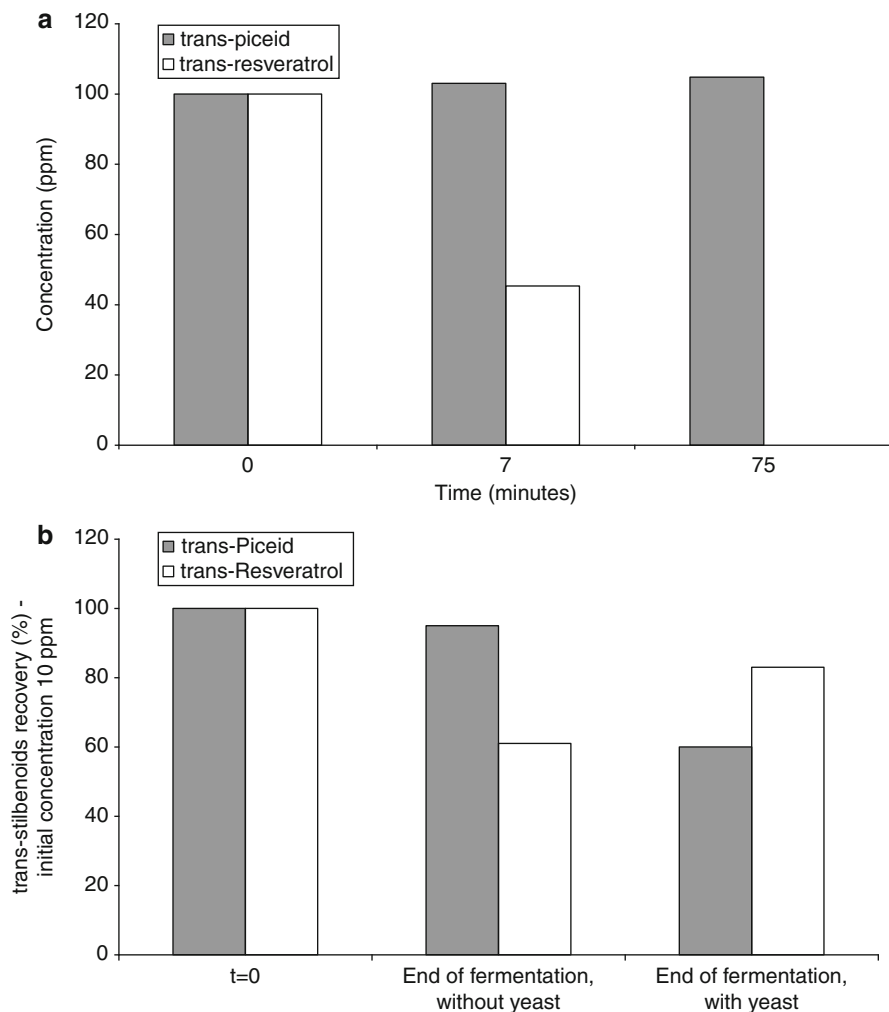 a
trans-piceid
trans-resveratrol
120
100
80
60
40
20
0
Concentration (ppm)
0
7
75
Time (minutes)
b
trans-Piceid
trans-Resveratrol
120
100
80
60
40
20
0
trans-stilbenoids recovery (%) -
initial concentration 10 ppm
t=0
End of fermentation,
without yeast
End of fermentation,
with yeast